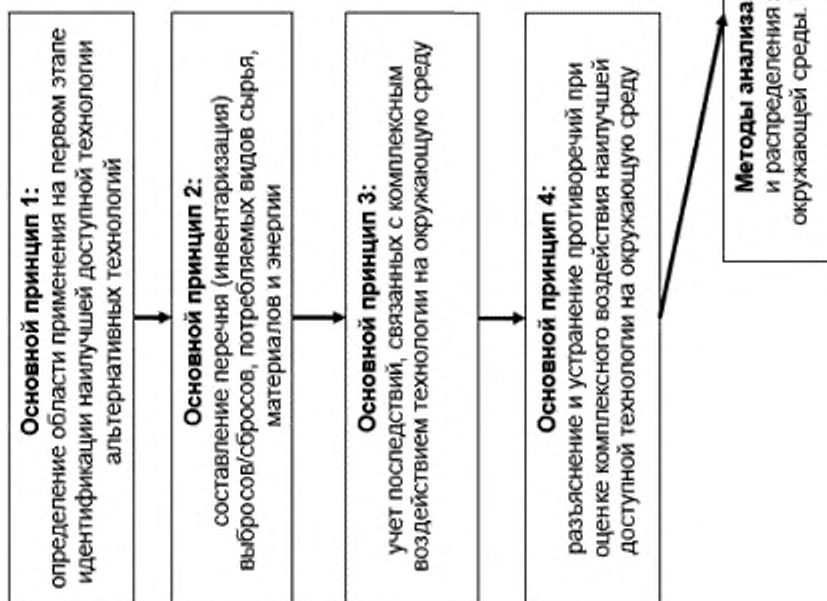 Основной принцип 1:
определение области применения на первом этапе
идентификации наилучшей доступной технологии
альтернативных технологий
Основной принцип 2:
составление перечня (инвентаризация)
выбросов/сбросов, потребляемых видов сырья,
материалов и энергии
Основной принцип 3:
учет последствий, связанных с комплексным
воздействием технологии на окружающую среду
Основной принцип 4:
разъяснение и устранение противоречий при
оценке комплексного воздействия наилучшей
доступной технологии на окружающую среду
Методы анализа
и распределения
окружающей среды.